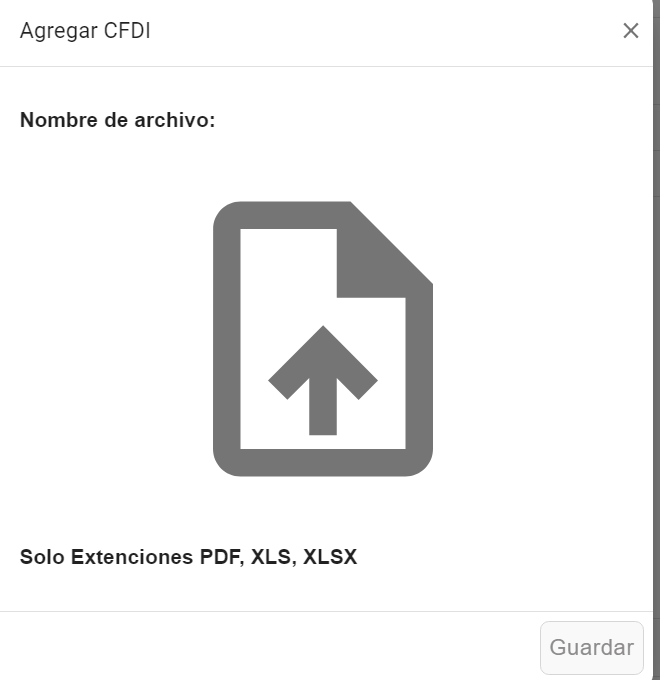 Agregar CFDI
Nombre de archivo:
Solo Extenciones PDF, XLS, XLSX
Guardar